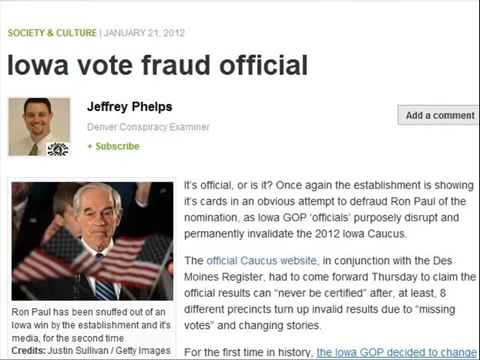 SOCIETY & CULTURE | JANUARY 21, 2012
Iowa vote fraud official
Jeffrey Phelps
Denver Conspiracy Examiner
+ Subscribe
Add a comment
Ron Paul has been snuffed out of an
Iowa win by the establishment and it's
media, for the second time
Credits: Justin Sullivan / Getty Images
It's official, or is it? Once again the establishment is showing
it's cards in an obvious attempt to defraud Ron Paul of the
nomination, as Iowa GOP 'officials' purposely disrupt and
permanently invalidate the 2012 Iowa Caucus.
The official Caucus website, in conjunction with the Des
Moines Register, had to come forward Thursday to claim the
official results can "never be certified" after, at least, 8
different precincts turn up invalid results due to "missing
votes" and changing stories.
For the first time in history, the Iowa GOP decided to change